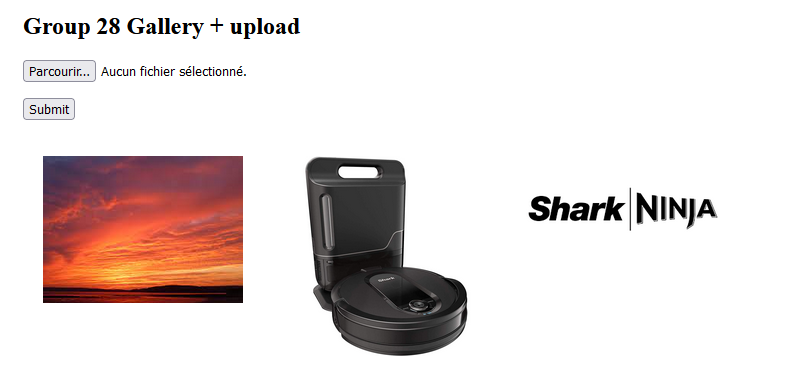 Group 28 Gallery + upload
Parcourir... Aucun fichier sélectionné.
Submit
Shark
Shark NINJA